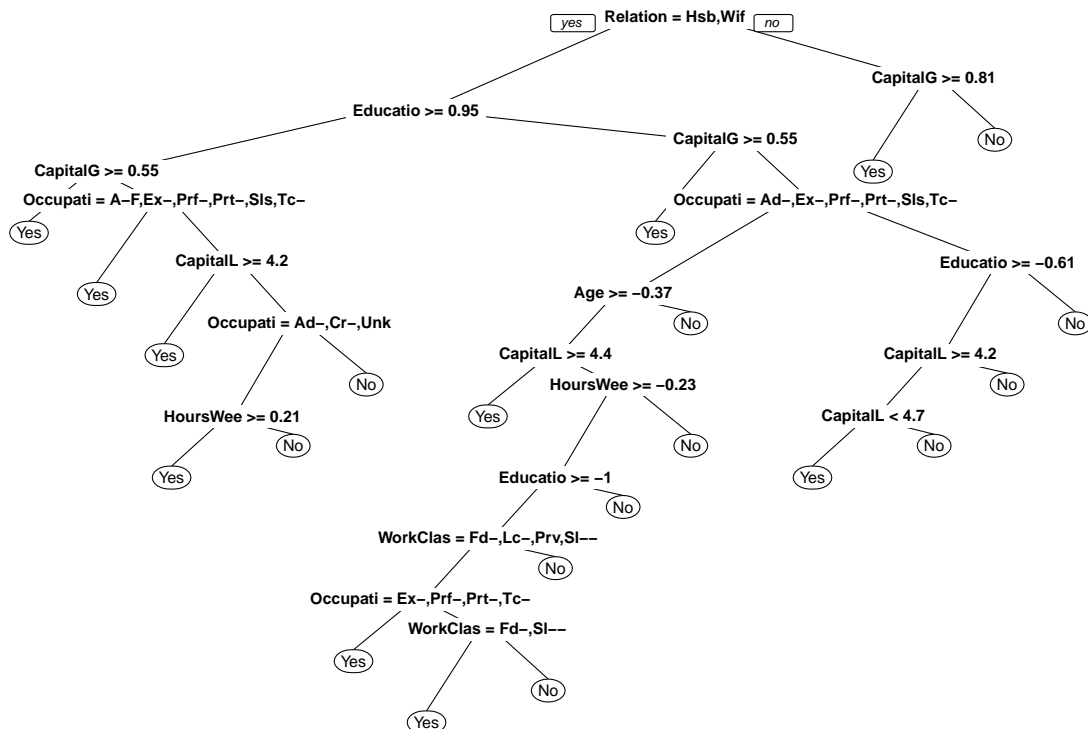 yes Relation = Hsb,Wif no
CapitalG >= 0.81
Educatio >= 0.95
CapitalG >= 0.55
No
CapitalG >= 0.55
Yes
Yes
Occupati = A−F,Ex−,Prf−,Prt−,Sls,Tc−
Occupati = Ad−,Ex−,Prf−,Prt−,Sls,Tc−
Yes
Yes
CapitalL >= 4.2
Educatio >= −0.61
Yes
Age >= −0.37
Occupati = Ad−,Cr−,Unk
No
No
Yes
CapitalL >= 4.4
CapitalL >= 4.2
No
HoursWee >= −0.23
No
HoursWee >= 0.21
Yes
CapitalL < 4.7
No
No
No
Yes
Educatio >= −1
Yes
No
WorkClas = Fd−,Lc−,Prv,Sl−−
No
Occupati = Ex−,Prf−,Prt−,Tc−
WorkClas = Fd−,Sl−−
Yes
No
Yes